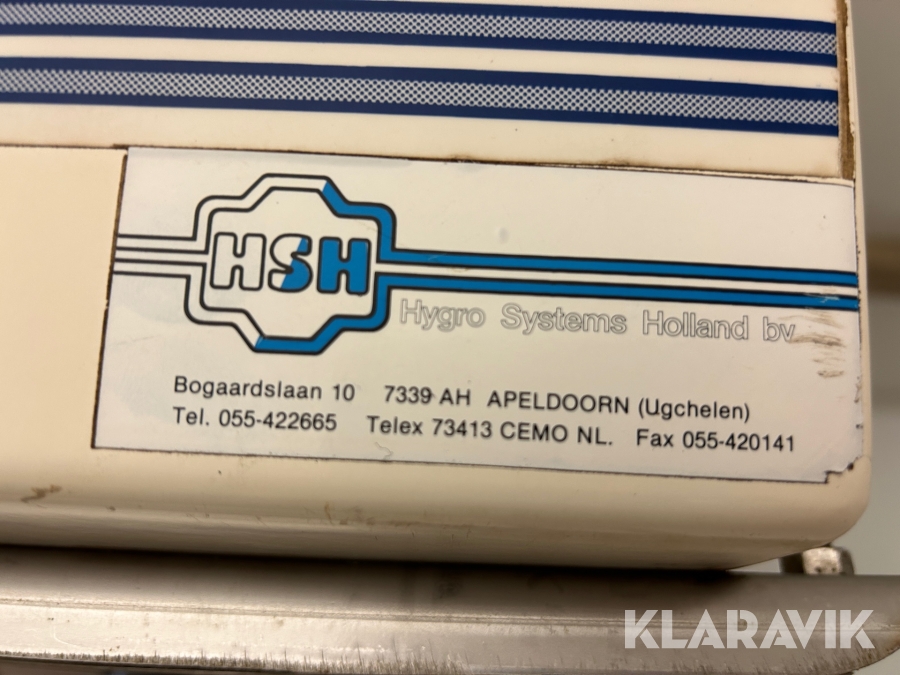 HSH
Hygro Systems Holland bv
Bogaardslaan 10 7339 AH APELDOORN (Ugchelen)
Tel. 055-422665 Telex 73413 CEMO NL. Fax 055-420141
KLARAVIK